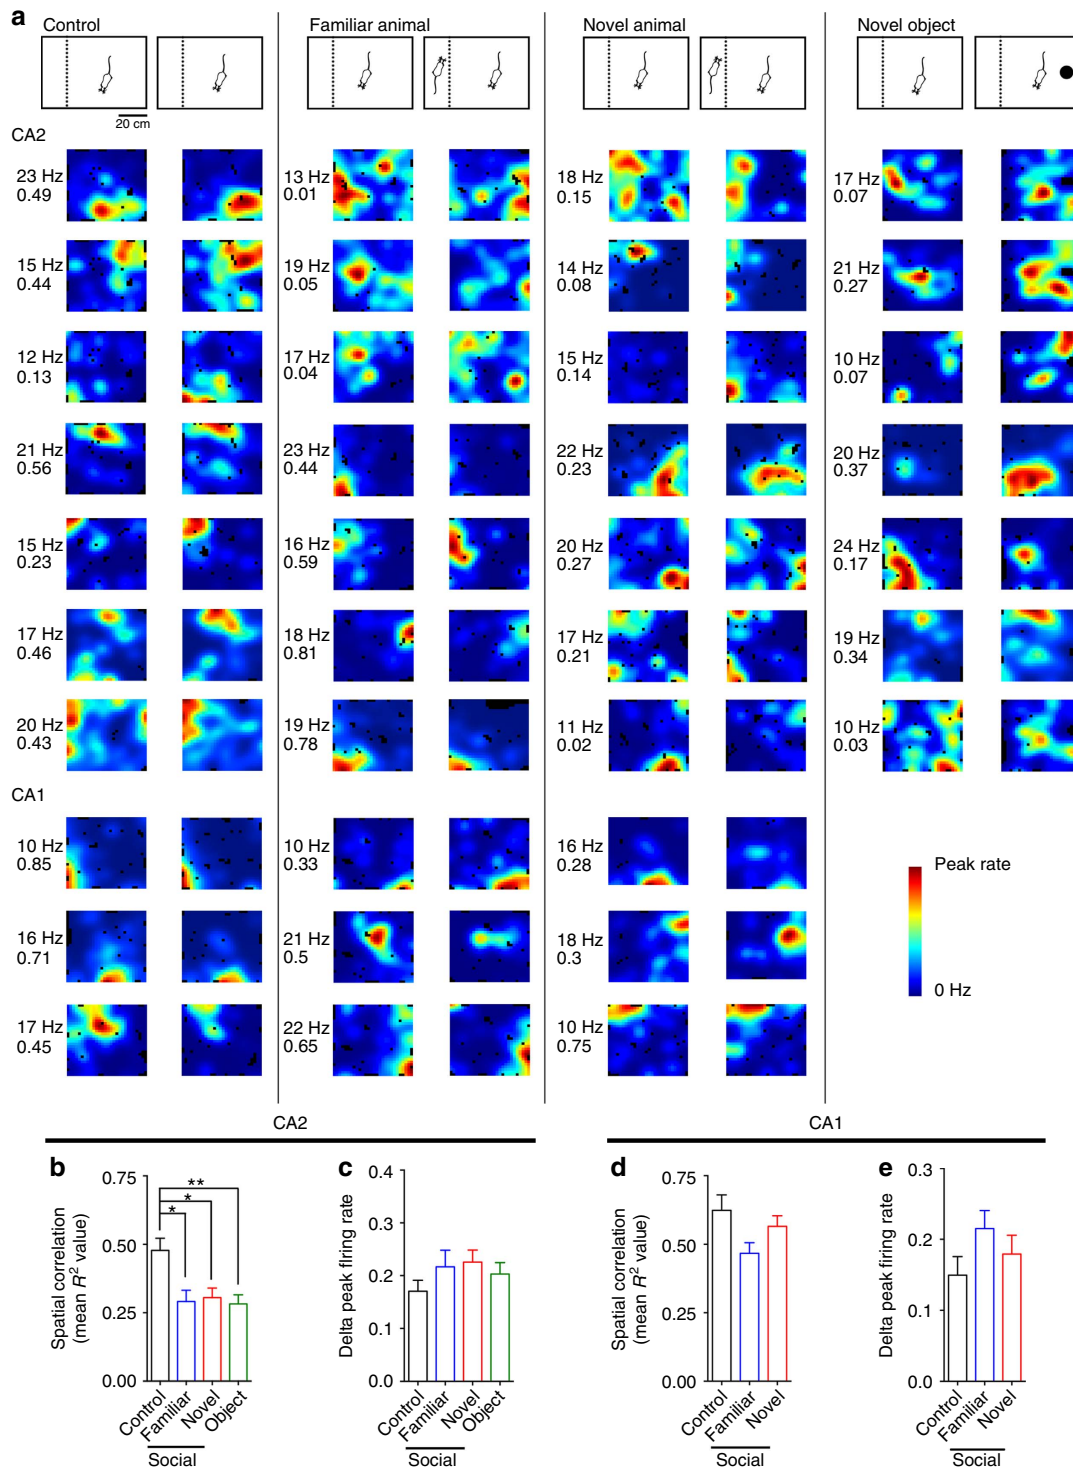 a
Control
Familiar animal
Novel animal
Novel object
20 cm
CA2
23 Hz
0.49
13 Hz
0.01
18 Hz
0.15
17 Hz
0.07
15 Hz
0.44
19 Hz
0.05
14 Hz
0.08
21 Hz
0.27
12 Hz
0.13
17 Hz
0.04
15 Hz
0.14
10 Hz
0.07
21 Hz
0.56
23 Hz
0.44
22 Hz
0.23
20 Hz
0.37
15 Hz
0.23
16 Hz
0.59
20 Hz
0.27
24 Hz
0.17
17 Hz
0.46
18 Hz
0.81
17 Hz
0.21
19 Hz
0.34
20 Hz
0.43
19 Hz
0.78
11 Hz
0.02
10 Hz
0.03
CA1
10 Hz
0.85
10 Hz
0.33
16 Hz
0.28
16 Hz
0.71
21 Hz
0.5
18 Hz
0.3
17 Hz
0.45
22 Hz
0.65
10 Hz
0.75
Peak rate
0 Hz
CA2
CA1
b
Spatial correlation
(mean R² value)
0.75
0.50
0.25
0.00
**
*
*
Control
Familiar
Novel
Object
Social
c
Delta peak firing rate
0.4
0.3
0.2
0.1
0.0
Control
Familiar
Novel
Object
Social
d
Spatial correlation
(mean R² value)
0.75
0.50
0.25
0.00
Control
Familiar
Novel
Social
e
Delta peak firing rate
0.3
0.2
0.1
0.0
Control
Familiar
Novel
Social